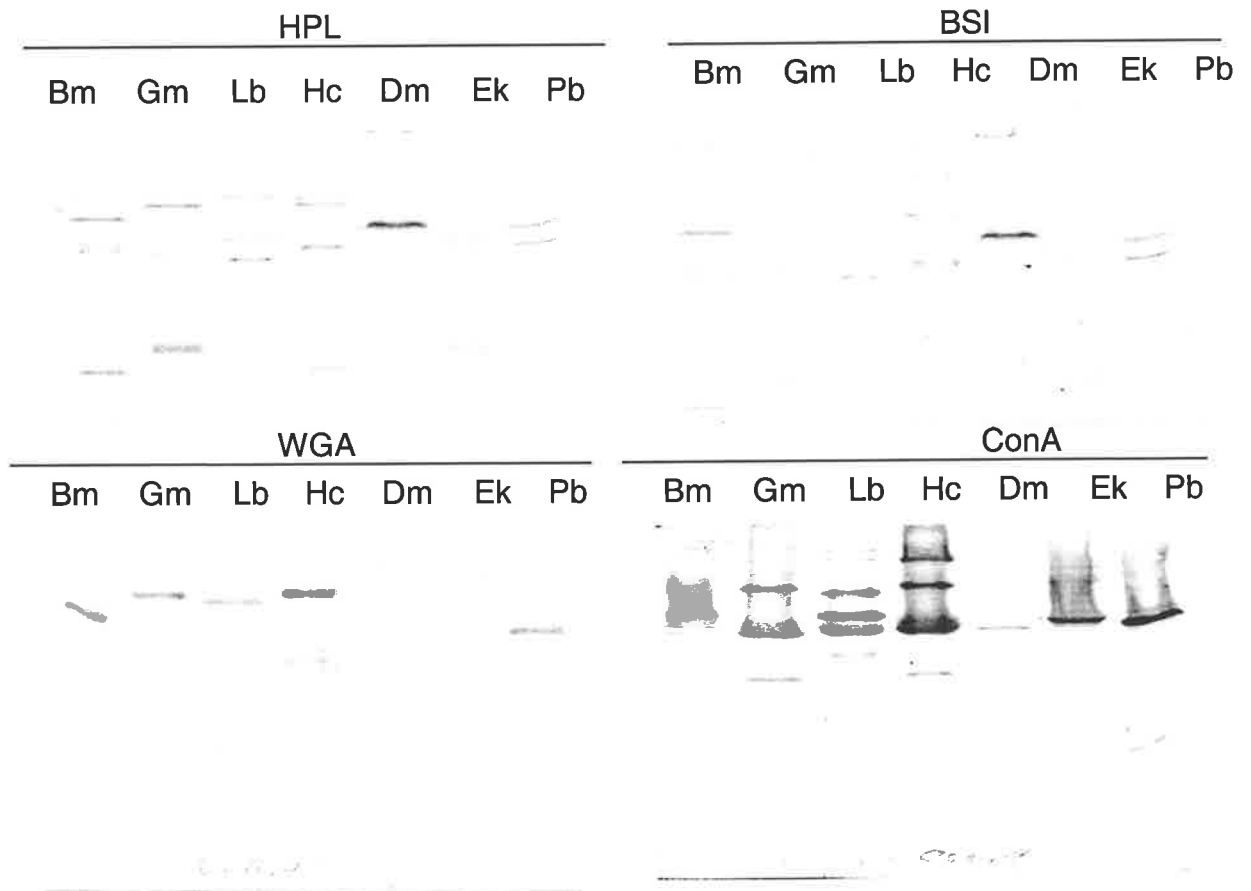 HPL
Bm Gm Lb Hc Dm Ek Pb
BSI
Bm Gm Lb Hc Dm Ek Pb
WGA
Bm Gm Lb Hc Dm Ek Pb
ConA
Bm Gm Lb Hc Dm Ek Pb